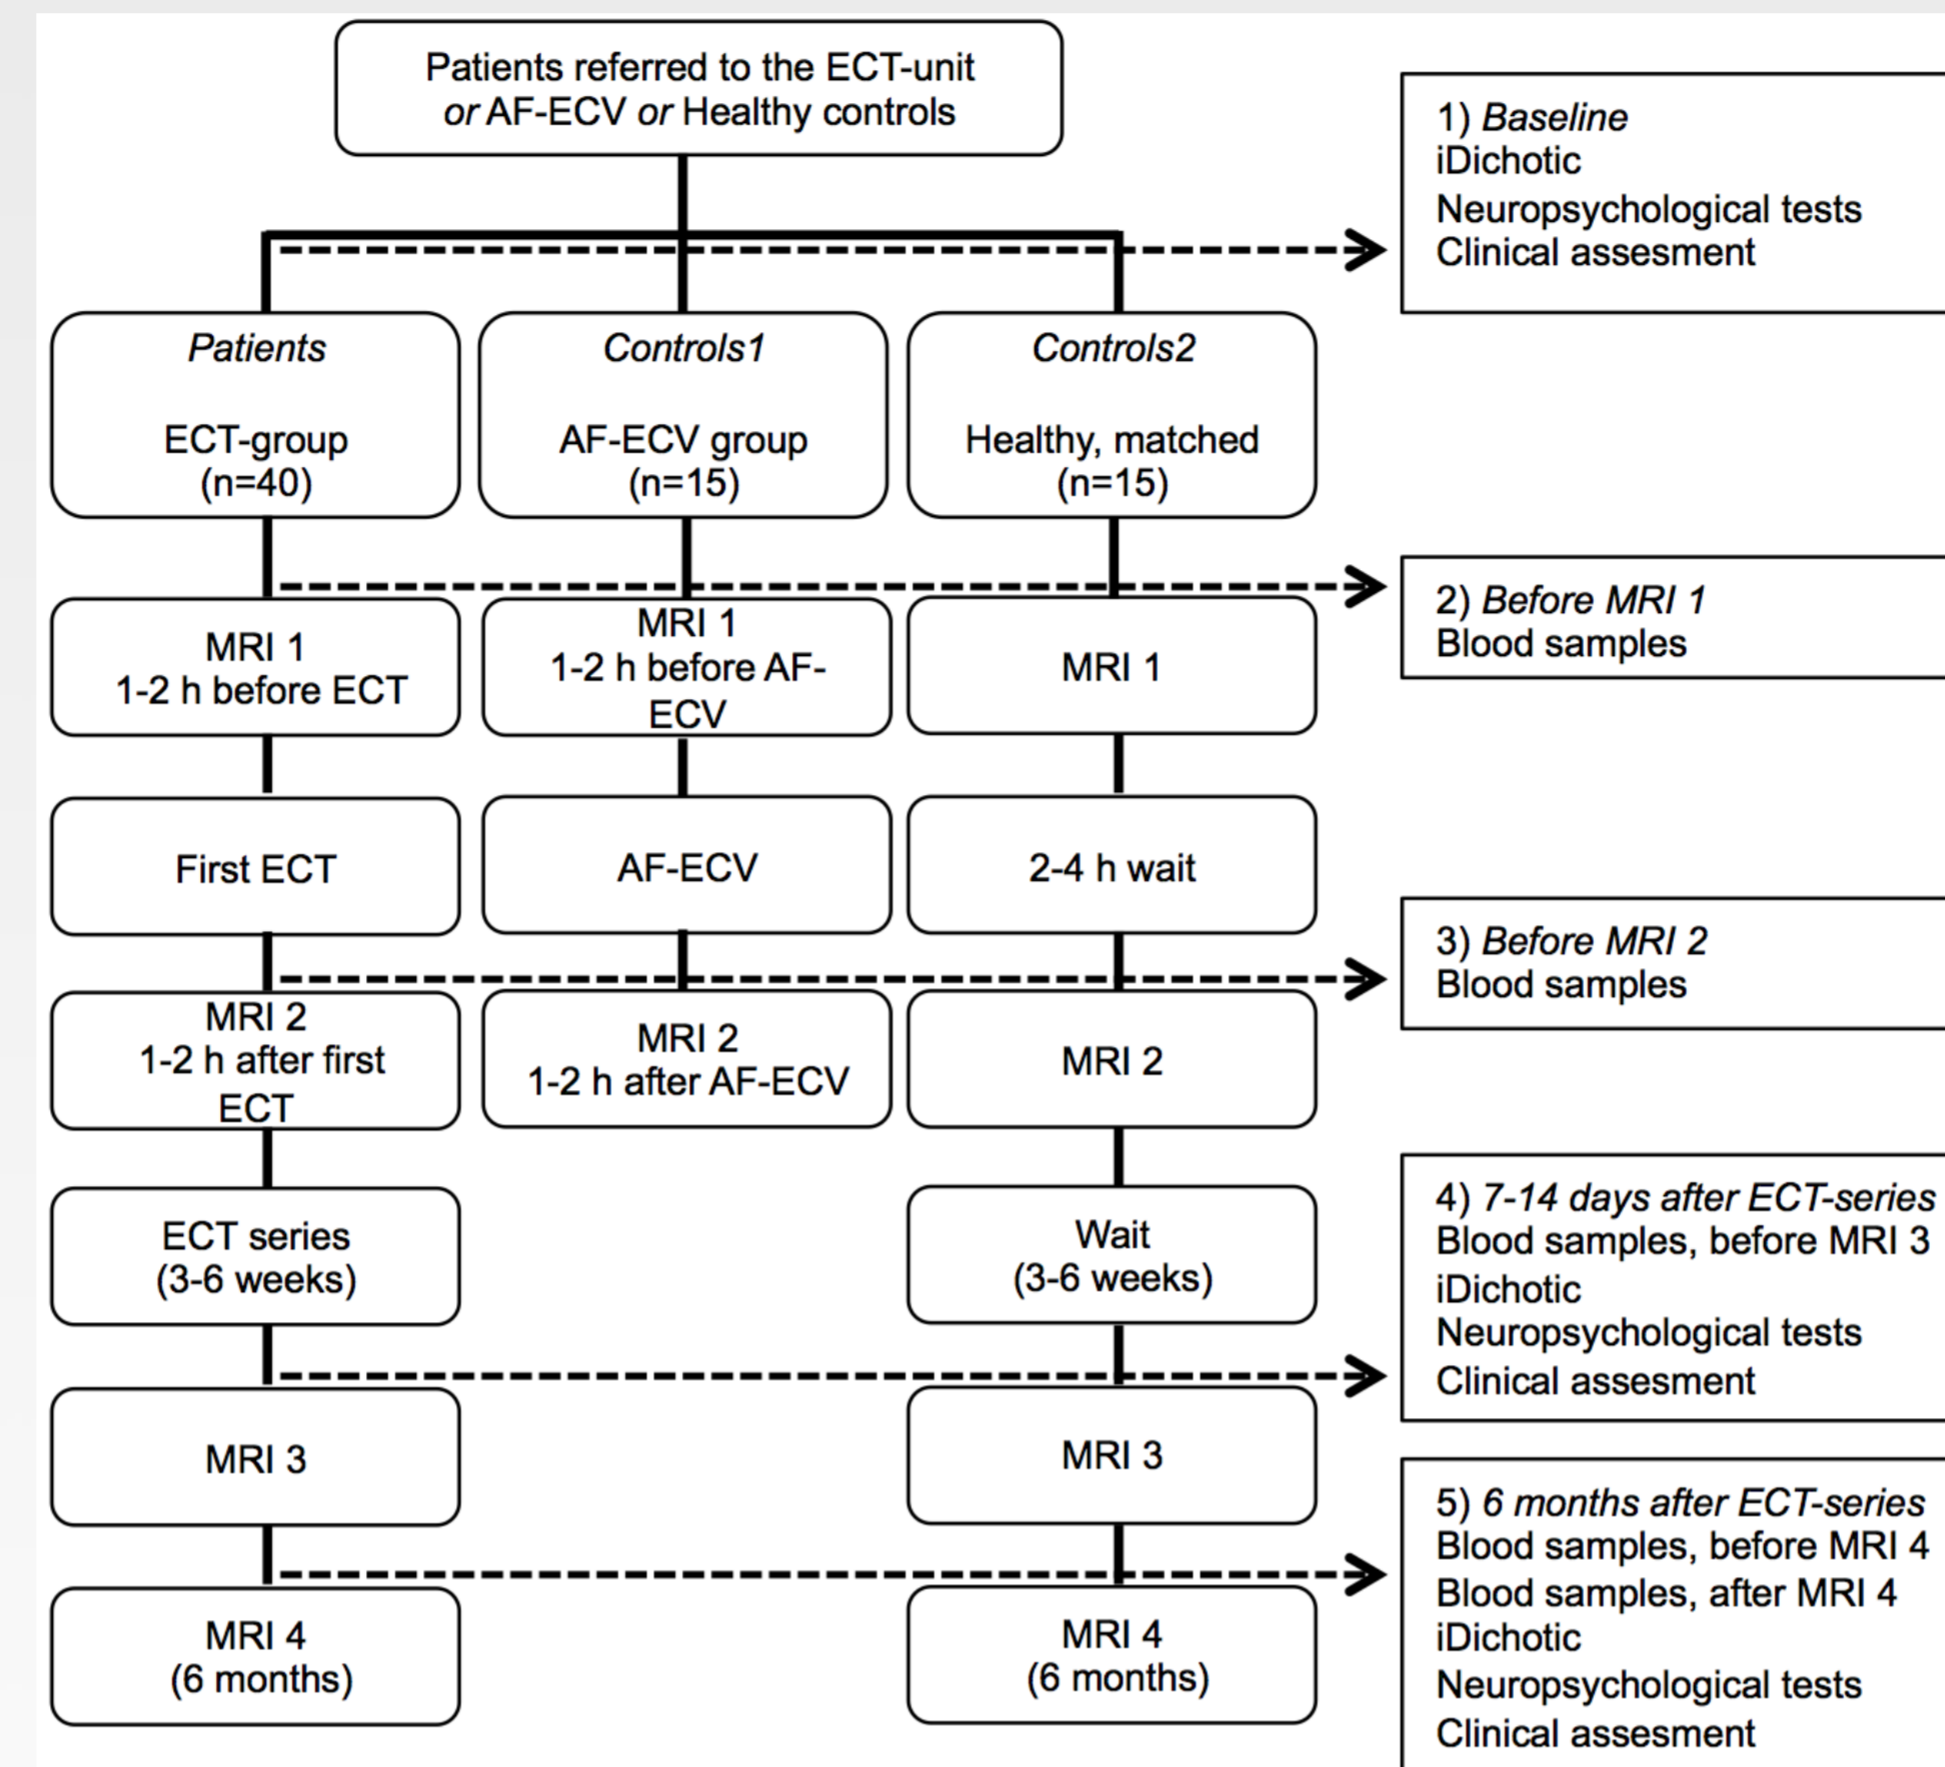 Patients referred to the ECT-unit
or AF-ECV or Healthy controls
1) Baseline
iDichotic
Neuropsychological tests
Clinical assesment
Patients
ECT-group
(n=40)
Controls1
AF-ECV group
(n=15)
Controls2
Healthy, matched
(n=15)
2) Before MRI 1
Blood samples
MRI 1
1-2 h before ECT
MRI 1
1-2 h before AF-
ECV
MRI 1
First ECT
AF-ECV
2-4 h wait
3) Before MRI 2
Blood samples
MRI 2
1-2 h after first
ECT
MRI 2
1-2 h after AF-ECV
MRI 2
ECT series
(3-6 weeks)
Wait
(3-6 weeks)
4) 7-14 days after ECT-series
Blood samples, before MRI 3
iDichotic
Neuropsychological tests
Clinical assesment
MRI 3
MRI 3
5) 6 months after ECT-series
Blood samples, before MRI 4
Blood samples, after MRI 4
iDichotic
Neuropsychological tests
Clinical assesment
MRI 4
(6 months)
MRI 4
(6 months)